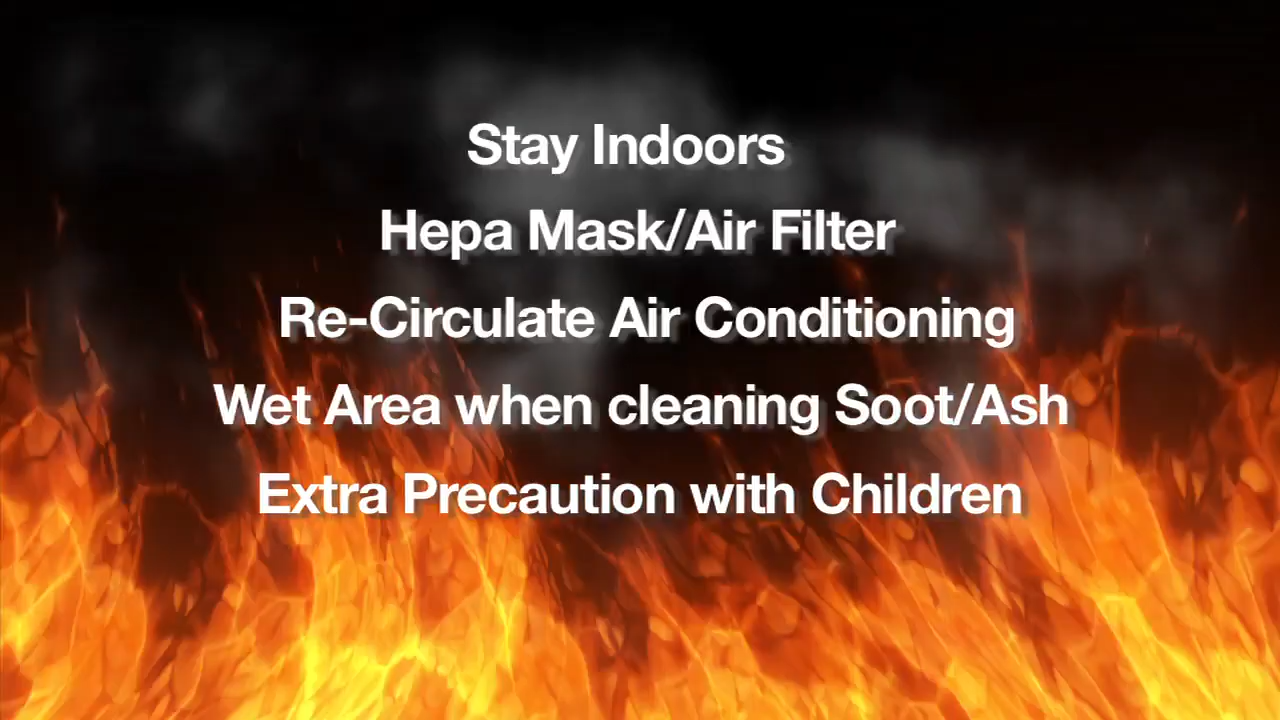 Stay Indoors
Hepa Mask/Air Filter
Re-Circulate Air Conditioning
Wet Area when cleaning Soot/Ash
Extra Precaution with Children